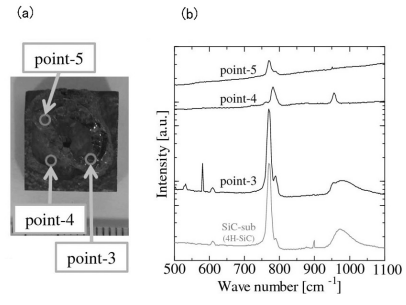 (a)
point-5
point-4
point-3
(b)
Intensity [a.u.]
point-5
point-4
point-3
SiC-sub
(4H-SiC)
500 600 700 800 900 1000 1100
Wave number [cm⁻¹]